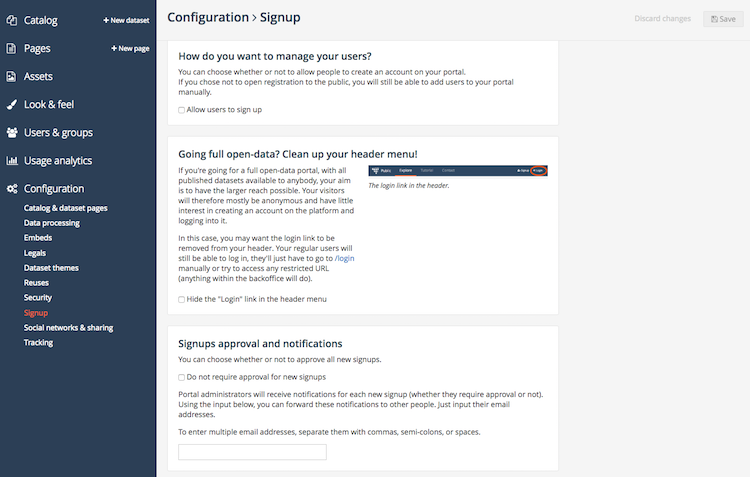 Catalog
+ New dataset
Pages
+ New page
Assets
Look & feel
Users & groups
Usage analytics
Configuration
Catalog & dataset pages
Data processing
Embeds
Legals
Dataset themes
Reuses
Security
Signup
Social networks & sharing
Tracking
Configuration > Signup
Discard changes
Save
How do you want to manage your users?
You can choose whether or not to allow people to create an account on your portal.
If you chose not to open registration to the public, you will still be able to add users to your portal
manually.
Allow users to sign up
Going full open-data? Clean up your header menu!
If you're going for a full open-data portal, with all
published datasets available to anybody, your aim
is to have the larger reach possible. Your visitors
will therefore mostly be anonymous and have little
interest in creating an account on the platform and
logging into it.
In this case, you may want the login link to be
removed from your header. Your regular users will
still be able to log in, they'll just have to go to /login
manually or try to access any restricted URL
(anything within the backoffice will do).
Public
Explore
Tutorial
Contact
Login
The login link in the header.
Hide the "Login" link in the header menu
Signups approval and notifications
You can choose whether or not to approve all new signups.
Do not require approval for new signups
Portal administrators will receive notifications for each new signup (whether they require approval or not).
Using the input below, you can forward these notifications to other people. Just input their email
addresses.
To enter multiple email addresses, separate them with commas, semi-colons, or spaces.